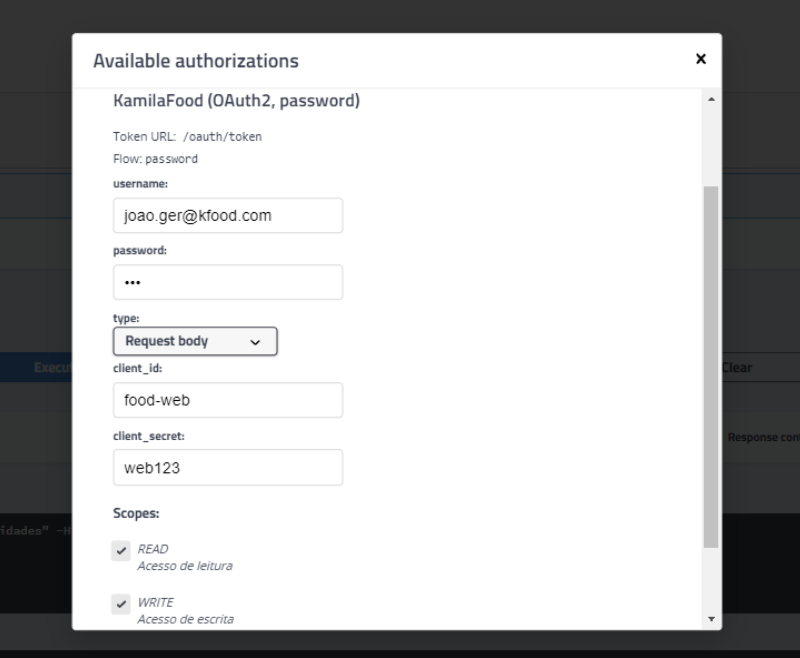 Available authorizations
x
KamilaFood (OAuth2, password)
Token URL: /oauth/token
Flow: password
username:
joao.ger@kfood.com
password:
•••
type:
Request body
Execut
Clear
client_id:
food-web
client_secret:
Response con
web123
Scopes:
idades" -H
READ
Acesso de leitura
WRITE
Acesso de escrita